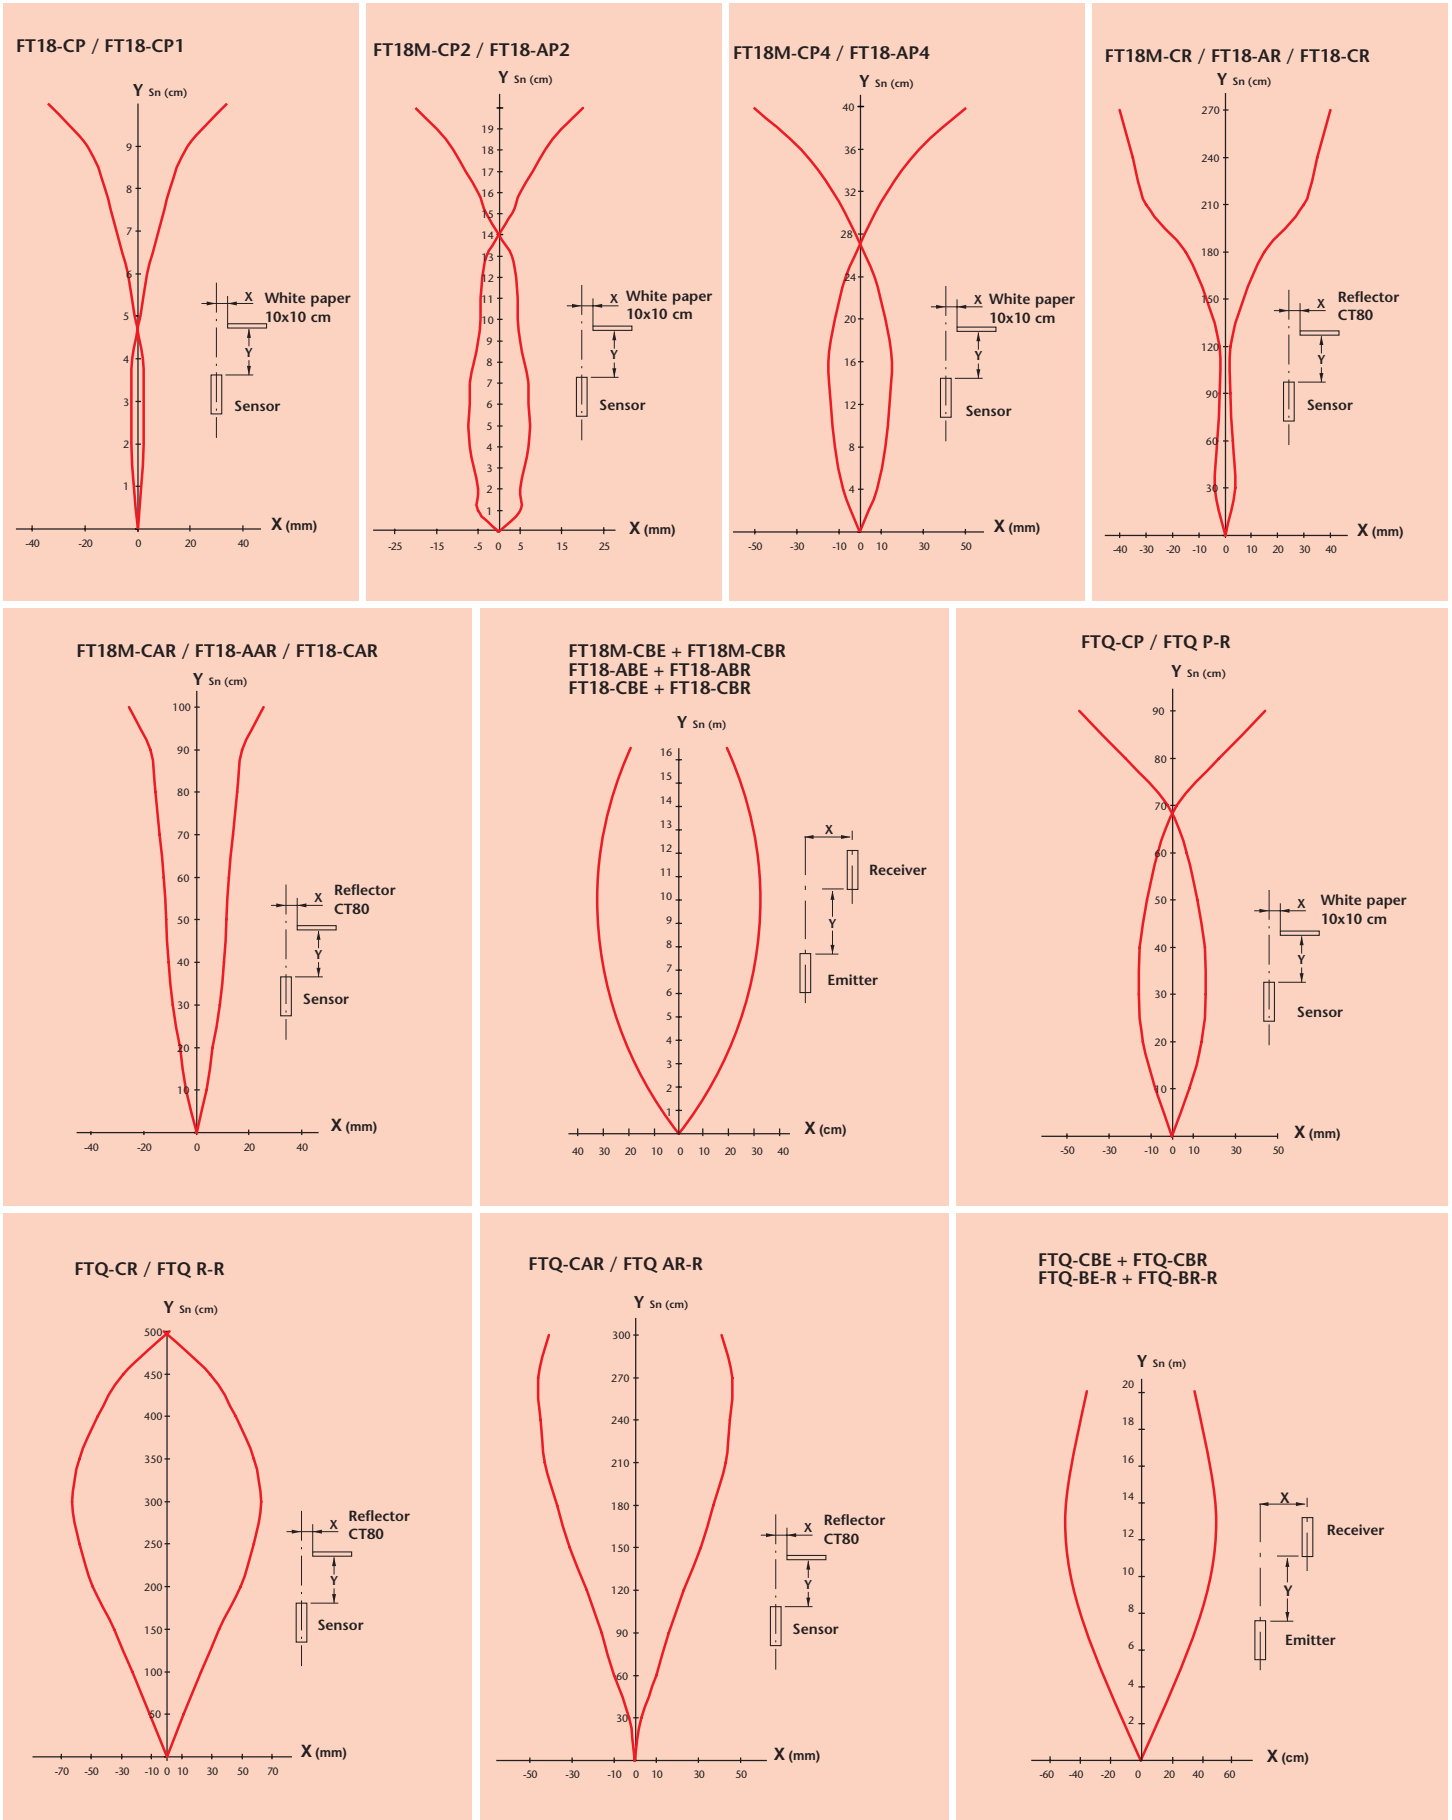 FT18-CP / FT18-CP1
Y Sn (cm)
9
8
7
6
5
4
3
2
1
X White paper
10x10 cm
Y
Sensor
X (mm)
-40 -20 0 20 40
FT18M-CP2 / FT18-AP2
Y Sn (cm)
19
18
17
16
15
14
13
12
11
10
9
8
7
6
5
4
3
2
1
X White paper
10x10 cm
Y
Sensor
X (mm)
-25 -15 -5 0 5 15 25
FT18M-CP4 / FT18-AP4
Y Sn (cm)
40
36
32
28
24
20
16
12
8
4
X White paper
10x10 cm
Y
Sensor
X (mm)
-50 -30 -10 0 10 30 50
FT18M-CR / FT18-AR / FT18-CR
Y Sn (cm)
270
240
210
180
150
120
90
60
30
X Reflector
CT80
Y
Sensor
X (mm)
-40 -30 -20 -10 0 10 20 30 40
FT18M-CAR / FT18-AAR / FT18-CAR
Y Sn (cm)
100
90
80
70
60
50
40
30
20
10
X Reflector
CT80
Y
Sensor
X (mm)
-40 -20 0 20 40
FT18M-CBE + FT18M-CBR
FT18-ABE + FT18-ABR
FT18-CBE + FT18-CBR
Y Sn (m)
16
15
14
13
12
11
10
9
8
7
6
5
4
3
2
1
X
Receiver
Y
Emitter
X (cm)
40 30 20 10 0 10 20 30 40
FTQ-CP / FTQ P-R
Y Sn (cm)
90
80
70
60
50
40
30
20
10
X White paper
10x10 cm
Y
Sensor
X (mm)
-50 -30 -10 0 10 30 50
FTQ-CR / FTQ R-R
Y Sn (cm)
500
450
400
350
300
250
200
150
100
50
X Reflector
CT80
Y
Sensor
X (mm)
-70 -50 -30 -10 0 10 30 50 70
FTQ-CAR / FTQ AR-R
Y Sn (cm)
300
270
240
210
180
150
120
90
60
30
X Reflector
CT80
Y
Sensor
X (mm)
-50 -30 -10 0 10 30 50
FTQ-CBE + FTQ-CBR
FTQ-BE-R + FTQ-BR-R
Y Sn (m)
20
18
16
14
12
10
8
6
4
2
X
Receiver
Y
Emitter
X (cm)
-60 -40 -20 0 20 40 60